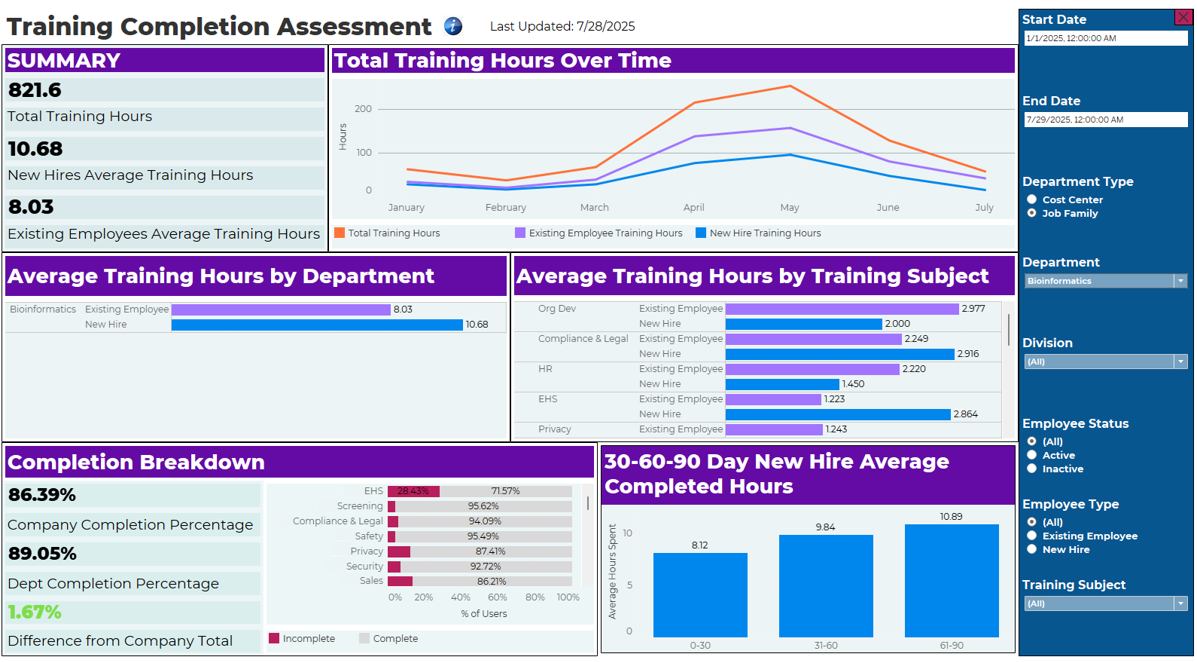 Training Completion Assessment
i
Last Updated: 7/28/2025
SUMMARY
821.6
Total Training Hours
10.68
New Hires Average Training Hours
8.03
Existing Employees Average Training Hours
Total Training Hours Over Time
Hours
200
100
0
January February March April May June July
Total Training Hours Existing Employee Training Hours New Hire Training Hours
Average Training Hours by Department
Bioinformatics Existing Employee 8.03
New Hire 10.68
Average Training Hours by Training Subject
Org Dev Existing Employee 2.977
New Hire 2.000
Compliance & Legal Existing Employee 2.249
New Hire 2.916
HR Existing Employee 2.220
New Hire 1.450
EHS Existing Employee 1.223
New Hire 2.864
Privacy Existing Employee 1.243
Completion Breakdown
86.39%
Company Completion Percentage
89.05%
Dept Completion Percentage
1.67%
Difference from Company Total
EHS 28.43% 71.57%
Screening 95.62%
Compliance & Legal 94.09%
Safety 95.49%
Privacy 87.41%
Security 92.72%
Sales 86.21%
0% 20% 40% 60% 80% 100%
% of Users
Incomplete Complete
30-60-90 Day New Hire Average
Completed Hours
Average Hours Spent
10
5
0
8.12
9.84
10.89
0-30 31-60 61-90
Start Date
1/1/2025, 12:00:00 AM
End Date
7/29/2025, 12:00:00 AM
Department Type
Cost Center
Job Family
Department
Bioinformatics
Division
(All)
Employee Status
(All)
Active
Inactive
Employee Type
(All)
Existing Employee
New Hire
Training Subject
(All)